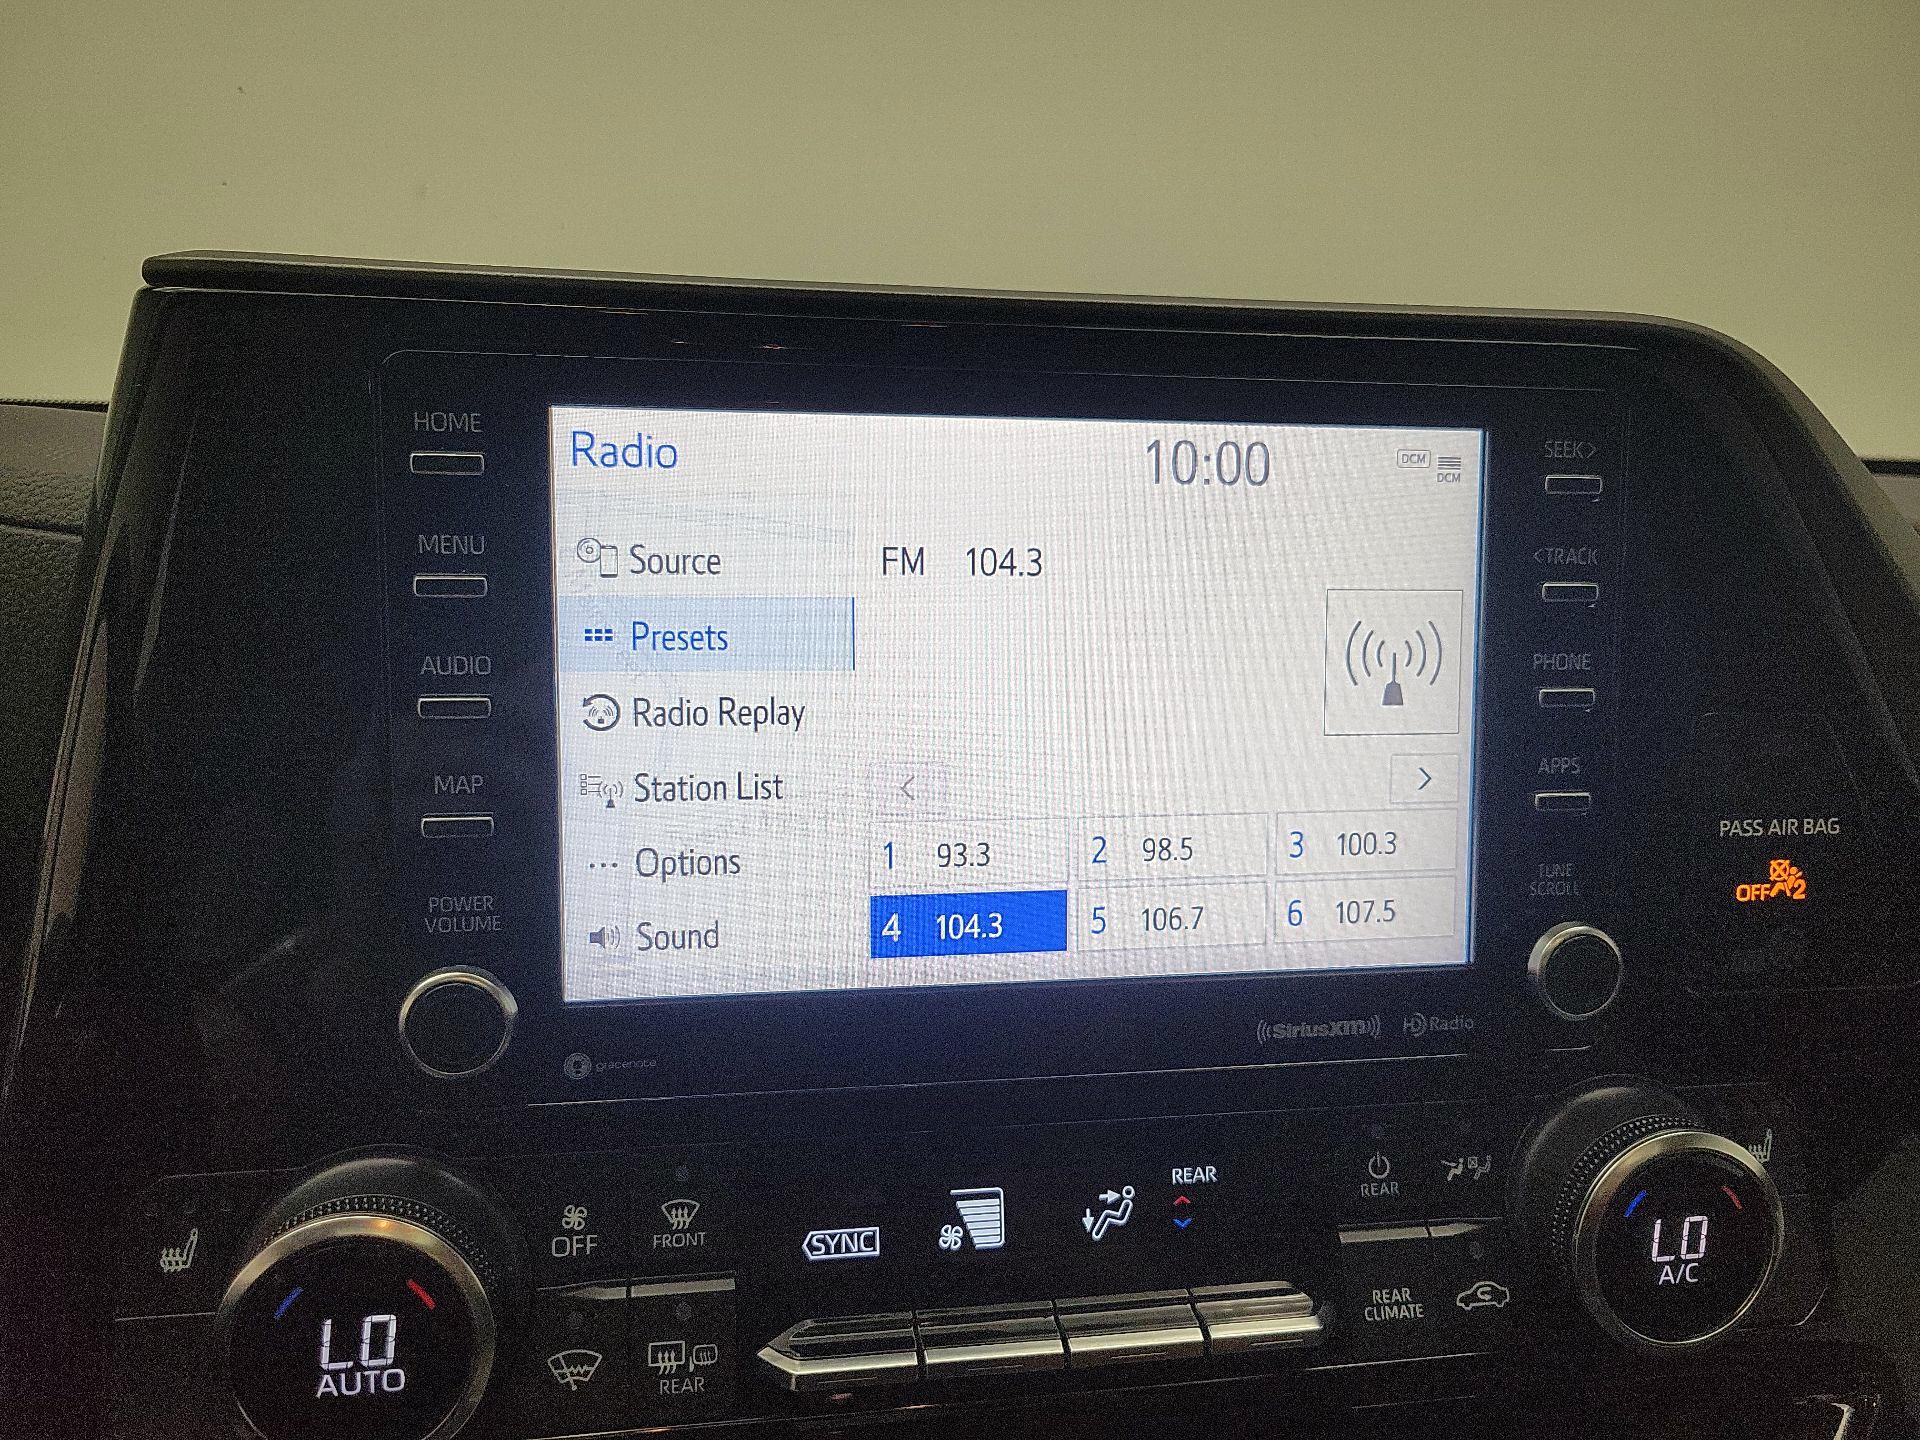 HOME
MENU
AUDIO
MAP
POWER
VOLUME
Radio
10:00
DCM
DCM
Source
Presets
Radio Replay
Station List
Options
Sound
FM 104.3
<
>
1 93.3
2 98.5
3 100.3
4 104.3
5 106.7
6 107.5
SEEK>
<TRACK
PHONE
APPS
TUNE
SCROLL
PASS AIR BAG
OFF 2
gracenote
((SiriusXM))
HD Radio
OFF
FRONT
SYNC
REAR
REAR
REAR
CLIMATE
REAR
LO
AUTO
LO
A/C